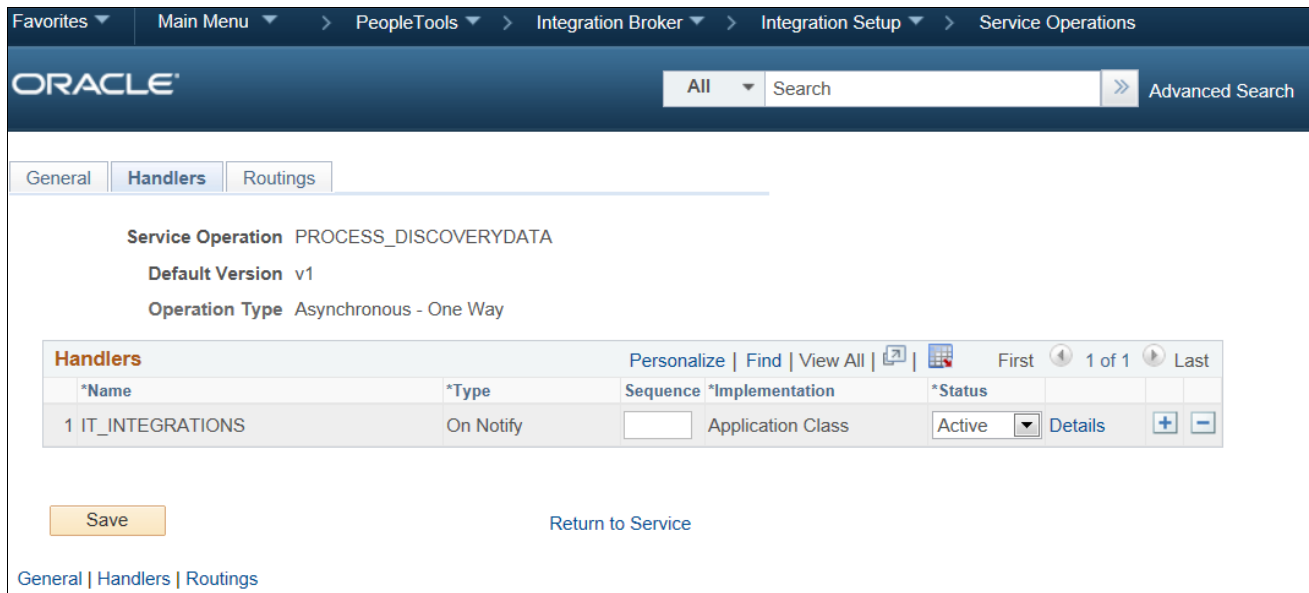 Favorites Main Menu > PeopleTools > Integration Broker > Integration Setup > Service Operations
ORACLE
All Search Advanced Search
General Handlers Routings
Service Operation PROCESS_DISCOVERYDATA
Default Version v1
Operation Type Asynchronous - One Way
Handlers Personalize | Find | View All | | First 1 of 1 Last
*Name *Type Sequence *Implementation *Status
1 IT_INTEGRATIONS On Notify Application Class Active Details
Save Return to Service
General | Handlers | Routings